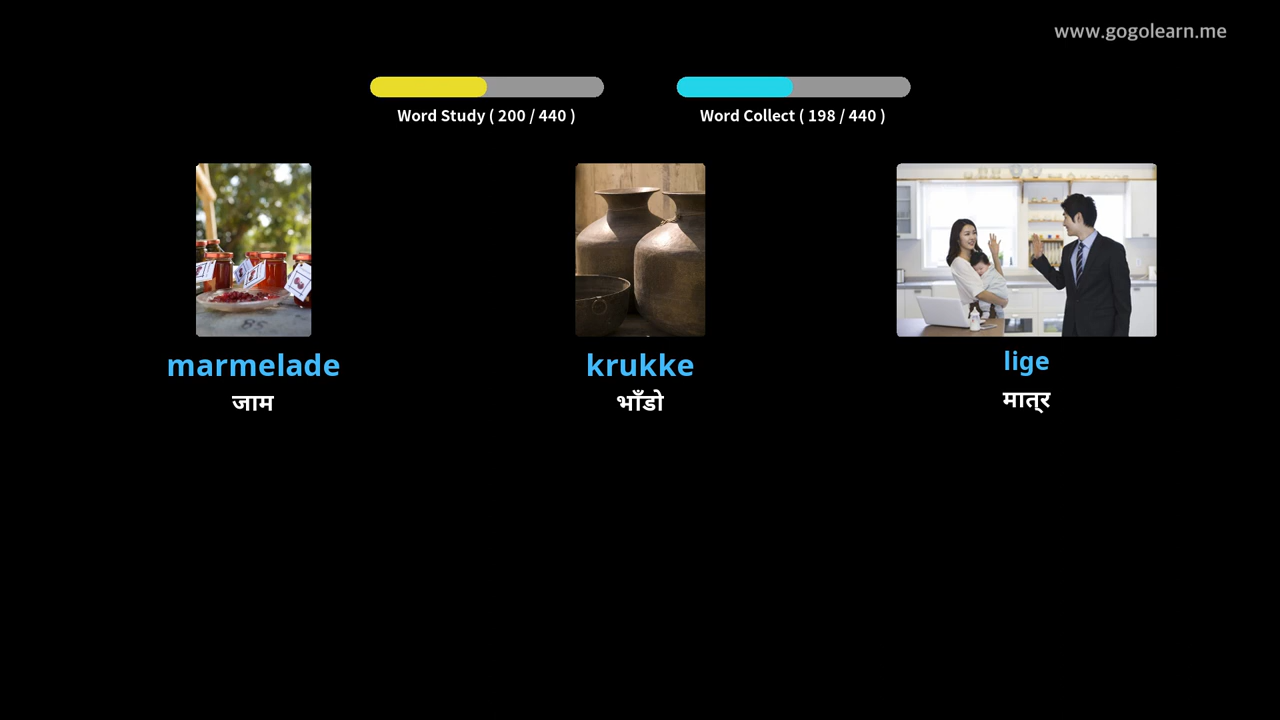 www.gogolearn.me
Word Study ( 200 / 440 )
Word Collect ( 198 / 440 )
marmelade
krukke
lige
जाम
भाँडो
मात्र